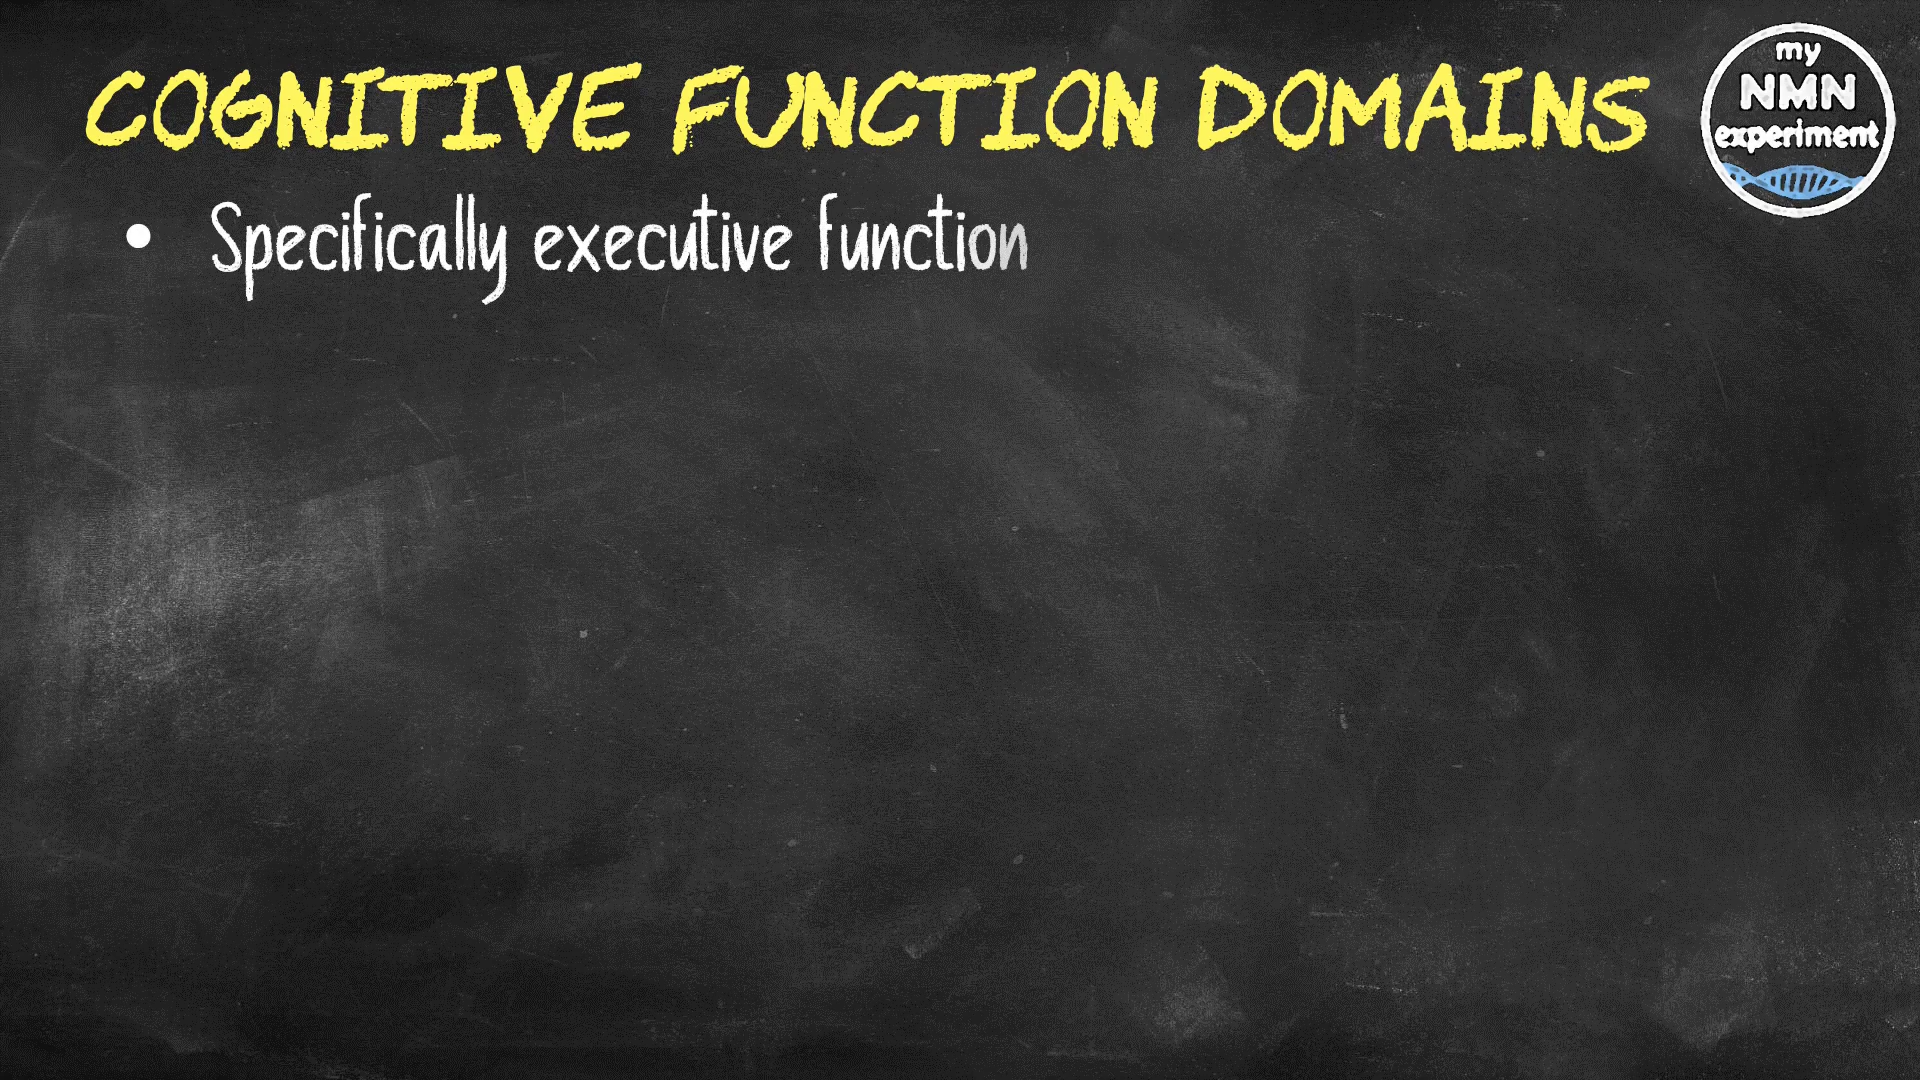 COGNITIVE FUNCTION DOMAINS
my
NMN
experiment
• Specifically executive function